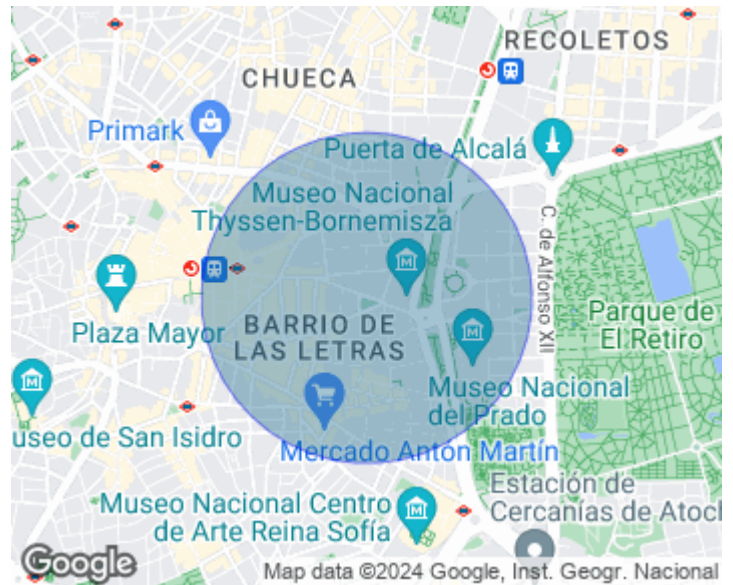 RECOLETOS
CHUECA
Primark
Puerta de Alcalá
Museo Nacional
Thyssen-Bornemisza
C. de Alfonso XII
Plaza Mayor
BARRIO DE
LAS LETRAS
Parque de
El Retiro
Museo Nacional
del Prado
useo de San Isidro
Mercado Antón Martín
Museo Nacional Centro
de Arte Reina Sofía
Estación de
Cercanías de Atoch
Google
Map data ©2024 Google, Inst. Geogr. Nacional